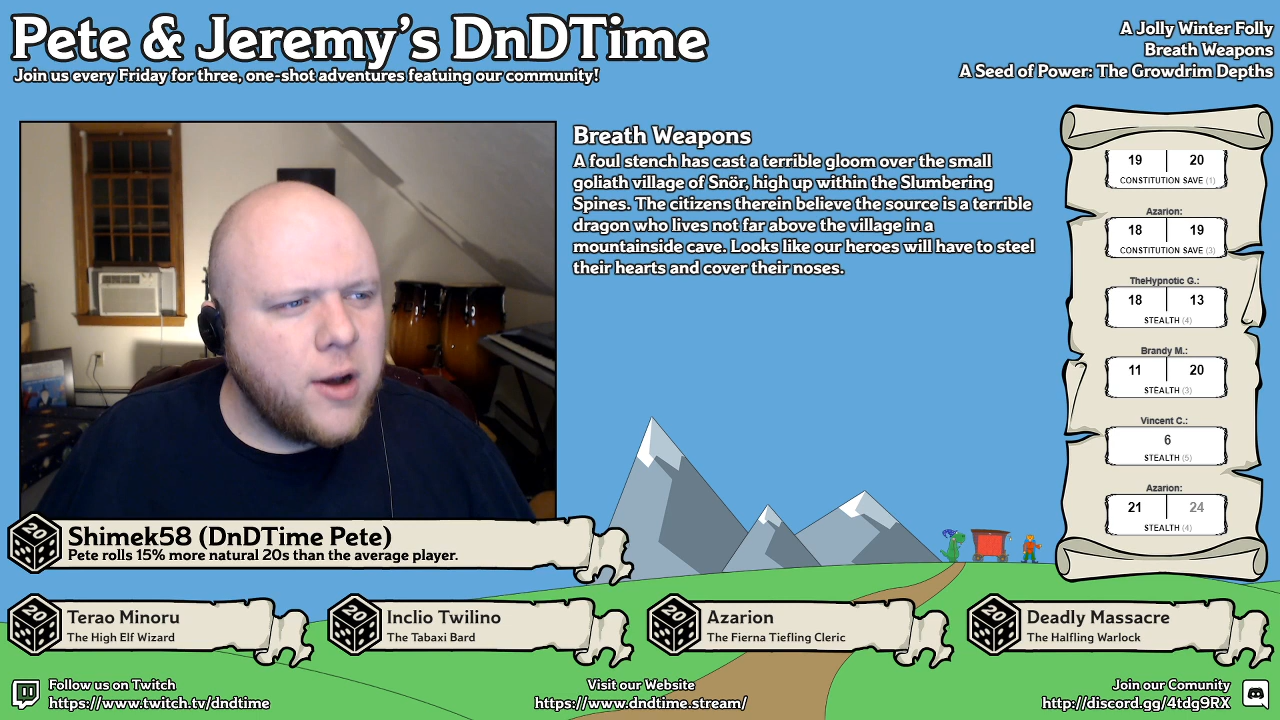 Pete & Jeremy's DnDTime
Join us every Friday for three, one-shot adventures featuing our community!
A Jolly Winter Folly
Breath Weapons
A Seed of Power: The Growdrim Depths
Breath Weapons
A foul stench has cast a terrible gloom over the small
goliath village of Snör, high up within the Slumbering
Spines. The citizens therein believe the source is a terrible
dragon who lives not far above the village in a
mountainside cave. Looks like our heroes will have to steel
their hearts and cover their noses.
19 20
CONSTITUTION SAVE (1)
Azarion:
18 19
CONSTITUTION SAVE (3)
TheHypnotic G.:
18 13
STEALTH (4)
Brandy M.:
11 20
STEALTH (3)
Vincent C.:
6
STEALTH (5)
Azarion:
21 24
STEALTH (4)
20
Shimek58 (DnDTime Pete)
Pete rolls 15% more natural 20s than the average player.
20
Terao Minoru
The High Elf Wizard
20
Inclio Twilino
The Tabaxi Bard
20
Azarion
The Fierna Tiefling Cleric
20
Deadly Massacre
The Halfling Warlock
Follow us on Twitch
https://www.twitch.tv/dndtime
Visit our Website
https://www.dndtime.stream/
Join our Comunity
http://discord.gg/4tdg9RX